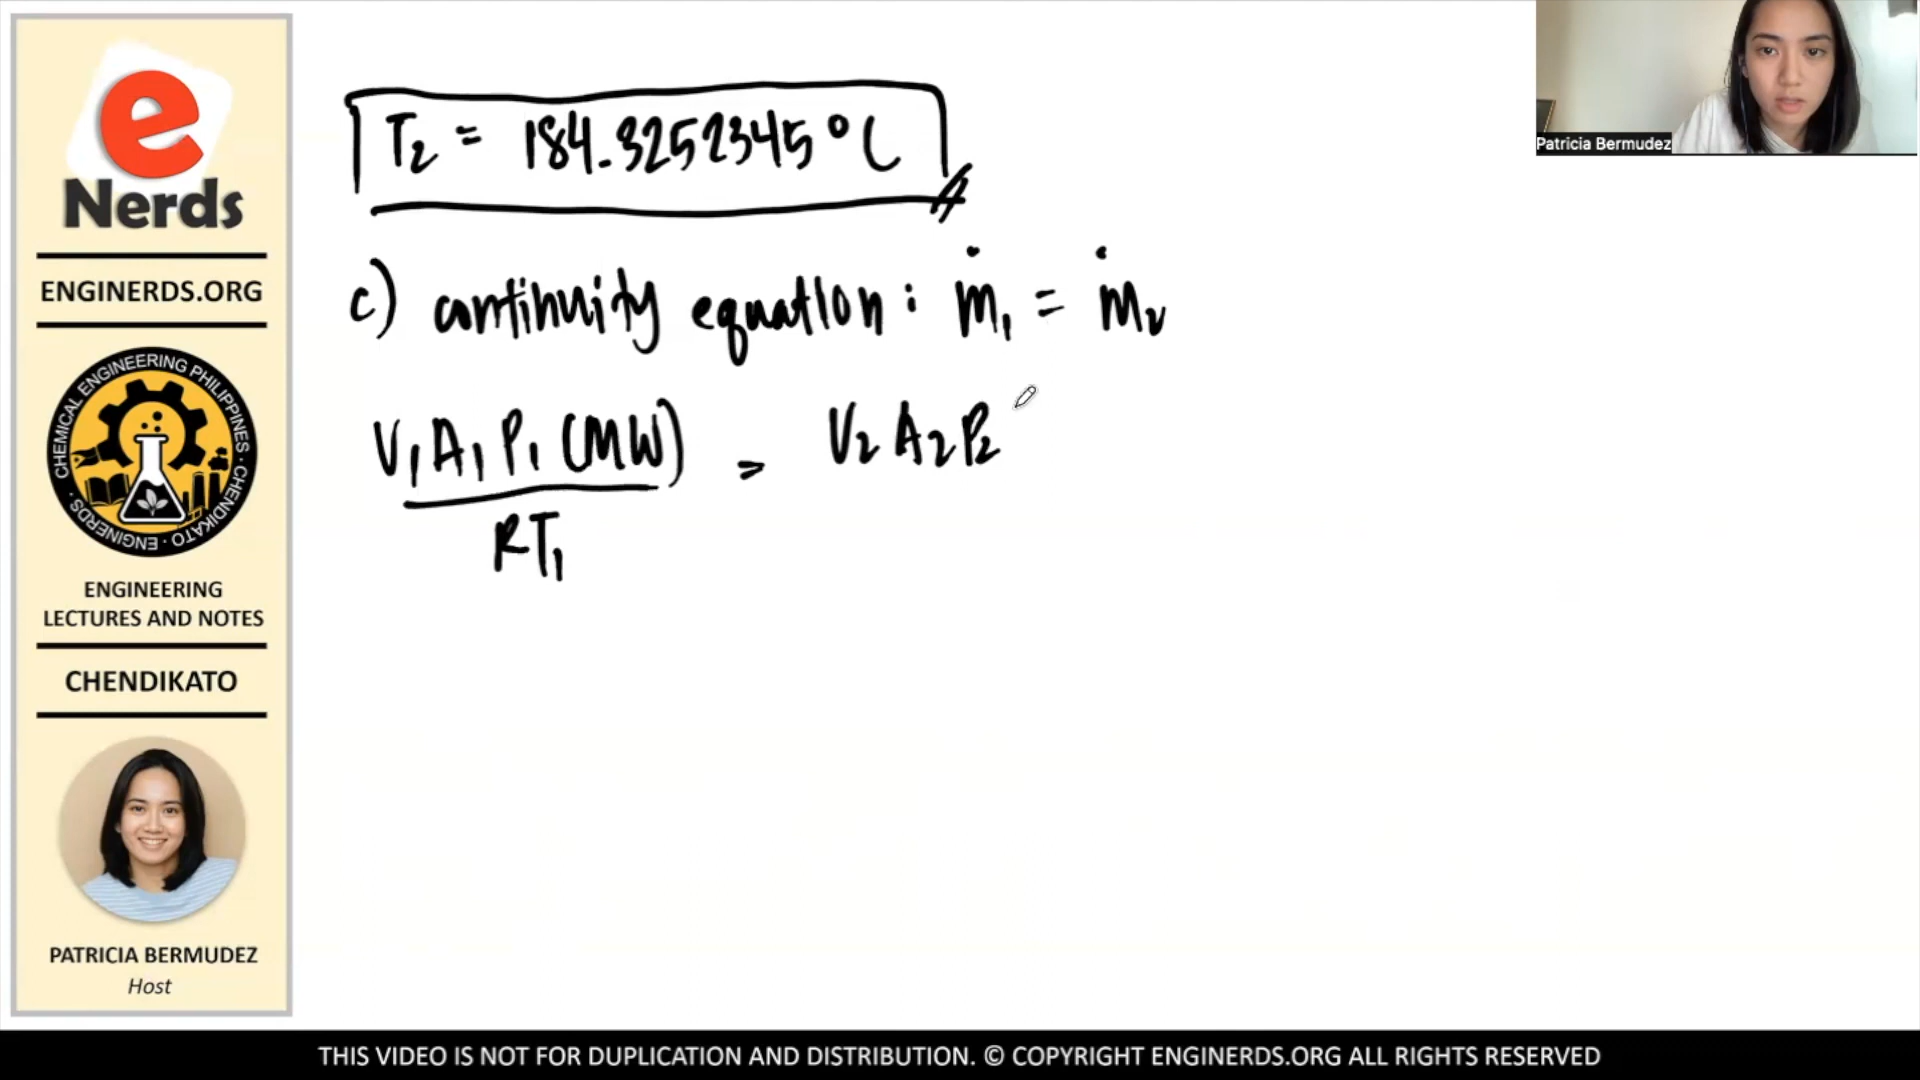 e
Nerds
ENGINERDS.ORG
CHEMICAL ENGINEERING PHILIPPINES · CHENDIKATO · ENGINERDS ·
ENGINEERING
LECTURES AND NOTES
CHENDIKATO
PATRICIA BERMUDEZ
Host
T₂ = 184.3252345°C
c) continuity equation: ṁ₁ = ṁ₂
V₁A₁P₁(MW) = V₂A₂P₂
RT₁
Patricia Bermudez
THIS VIDEO IS NOT FOR DUPLICATION AND DISTRIBUTION. © COPYRIGHT ENGINERDS.ORG ALL RIGHTS RESERVED